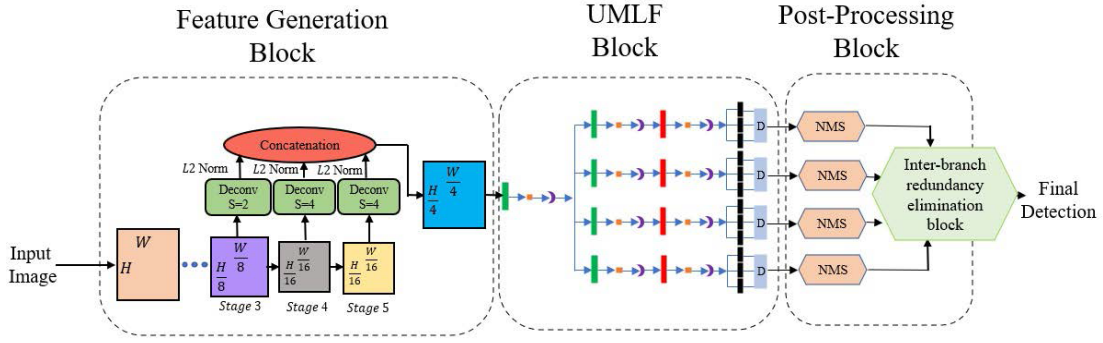 Feature Generation
Block
UMLF
Block
Post-Processing
Block
Concatenation
L2 Norm
L2 Norm
L2 Norm
Deconv
S=2
Deconv
S=4
Deconv
S=4
H/4
W/4
Input
Image
W
H
H/8
W/8
H/16
W/16
H/16
W/16
Stage 3
Stage 4
Stage 5
D
D
D
D
NMS
NMS
NMS
NMS
Inter-branch
redundancy
elimination
block
Final
Detection